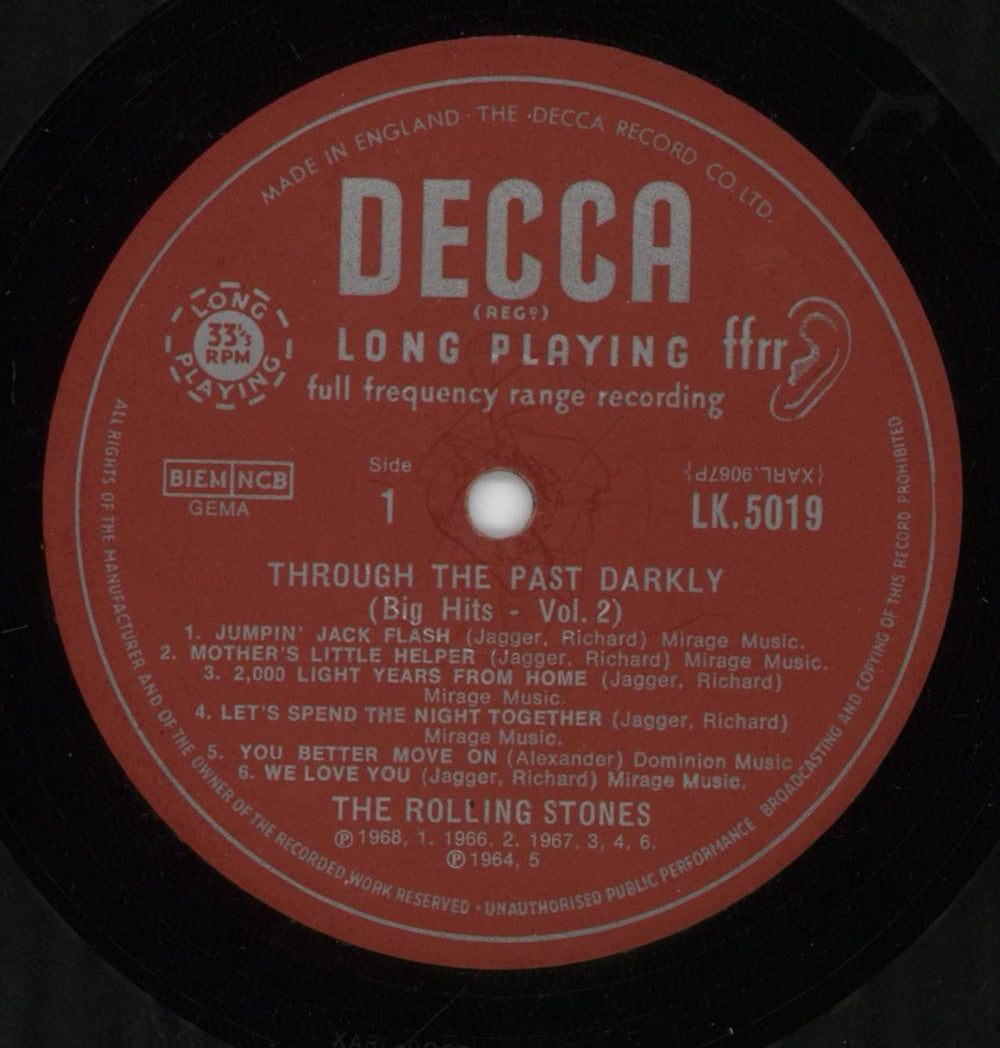 MADE IN ENGLAND · THE DECCA RECORD CO. LTD.
DECCA
(REGD)
LONG PLAYING
ffrr
full frequency range recording
LONG
33⅓
RPM
PLAYING
BIEM NCB
GEMA
Side
1
{XARL.9067P}
LK.5019
THROUGH THE PAST DARKLY
(Big Hits - Vol. 2)
1. JUMPIN' JACK FLASH (Jagger, Richard) Mirage Music.
2. MOTHER'S LITTLE HELPER (Jagger, Richard) Mirage Music.
3. 2,000 LIGHT YEARS FROM HOME (Jagger, Richard)
Mirage Music.
4. LET'S SPEND THE NIGHT TOGETHER (Jagger, Richard)
Mirage Music.
5. YOU BETTER MOVE ON (Alexander) Dominion Music
6. WE LOVE YOU (Jagger, Richard) Mirage Music.
THE ROLLING STONES
℗ 1968, 1. 1966, 2. 1967, 3, 4, 6.
℗ 1964, 5
ALL RIGHTS OF THE MANUFACTURER AND OF THE OWNER OF THE RECORDED WORK RESERVED · UNAUTHORISED PUBLIC PERFORMANCE BROADCASTING AND COPYING OF THIS RECORD PROHIBITED